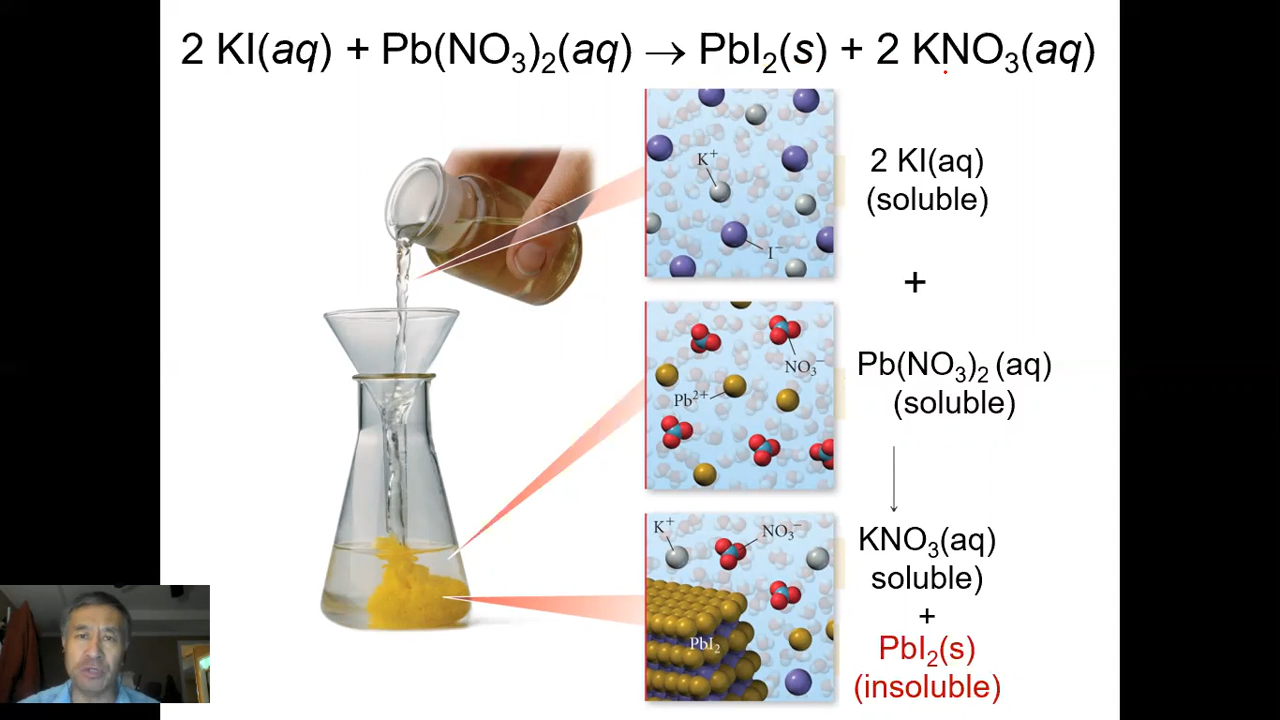 2 KI(aq) + Pb(NO₃)₂(aq) → PbI₂(s) + 2 KNO₃(aq)
K⁺
I⁻
2 KI(aq)
(soluble)
+
NO₃⁻
Pb²⁺
Pb(NO₃)₂ (aq)
(soluble)
K⁺
NO₃⁻
PbI₂
KNO₃(aq)
soluble)
+
PbI₂(s)
(insoluble)